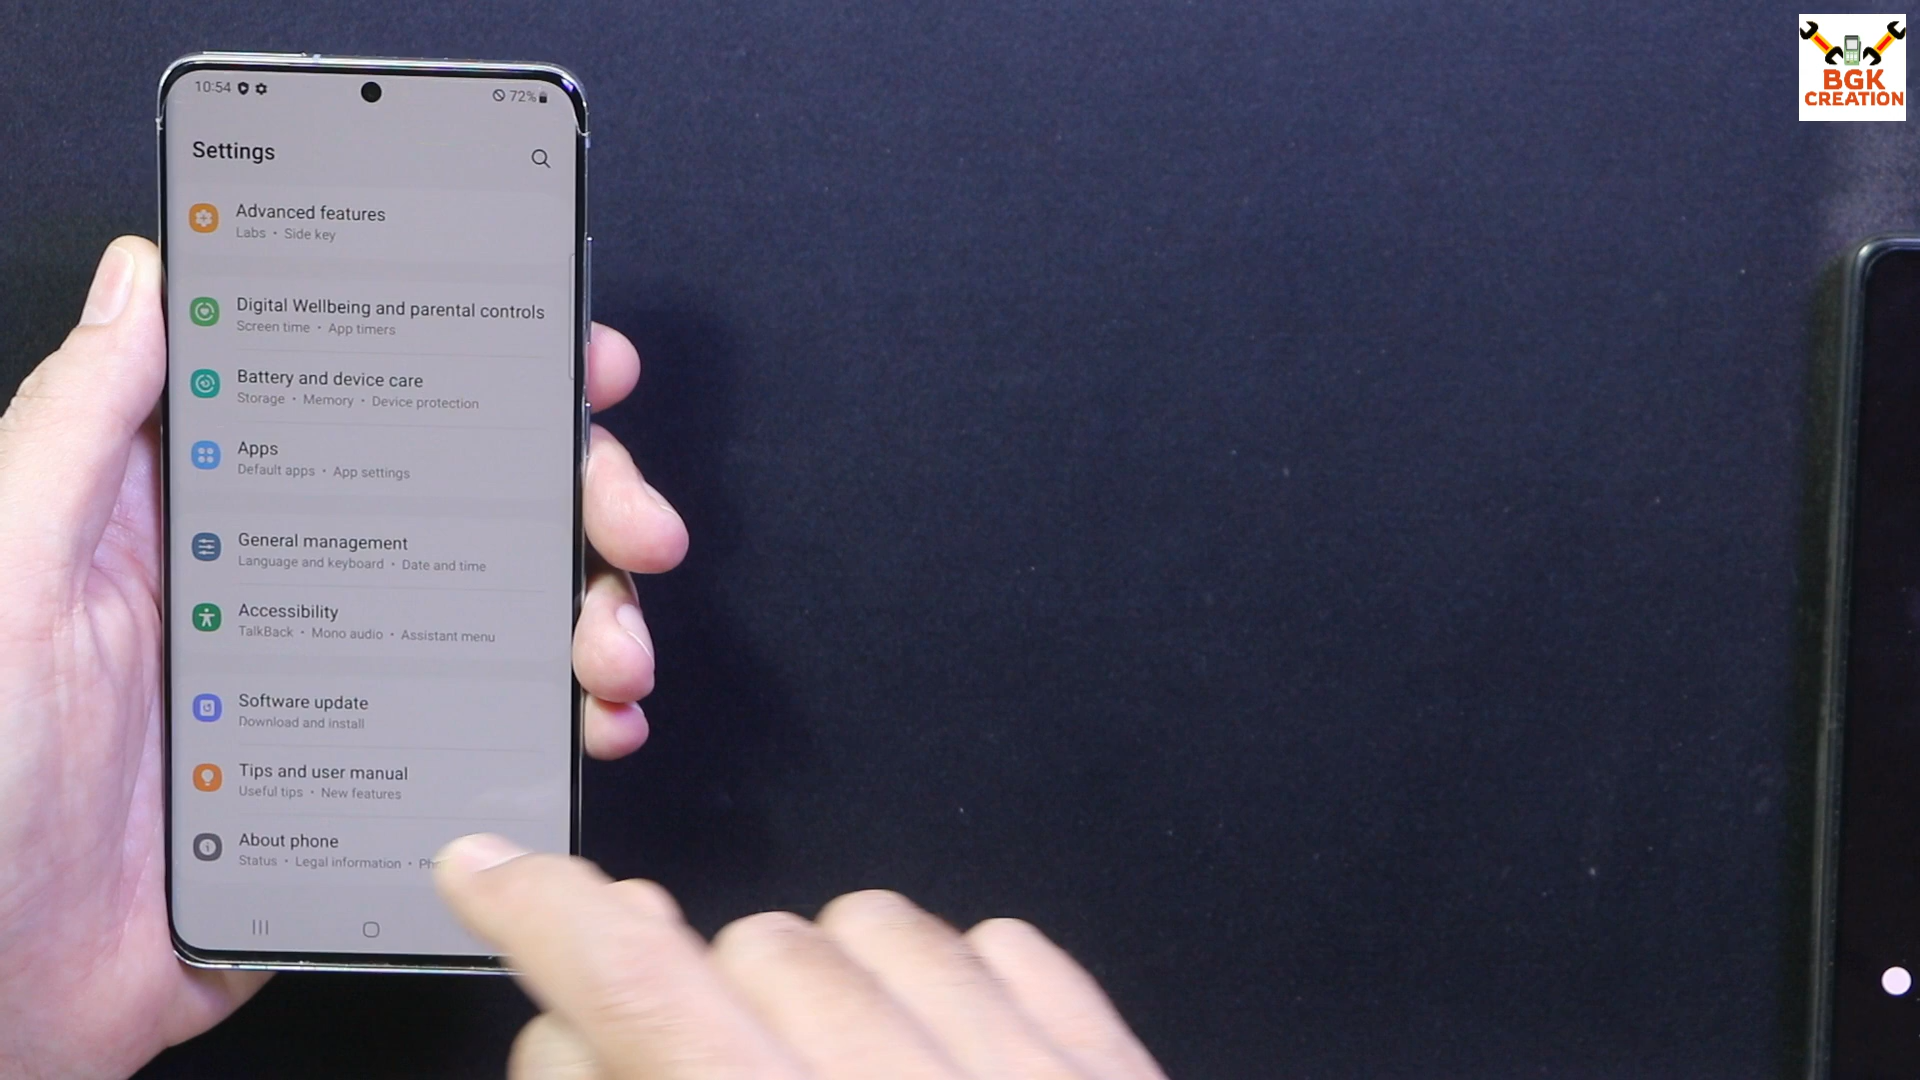 10:54
72%
BGK
CREATION
Settings
Advanced features
Labs • Side key
Digital Wellbeing and parental controls
Screen time • App timers
Battery and device care
Storage • Memory • Device protection
Apps
Default apps • App settings
General management
Language and keyboard • Date and time
Accessibility
TalkBack • Mono audio • Assistant menu
Software update
Download and install
Tips and user manual
Useful tips • New features
About phone
Status • Legal information •